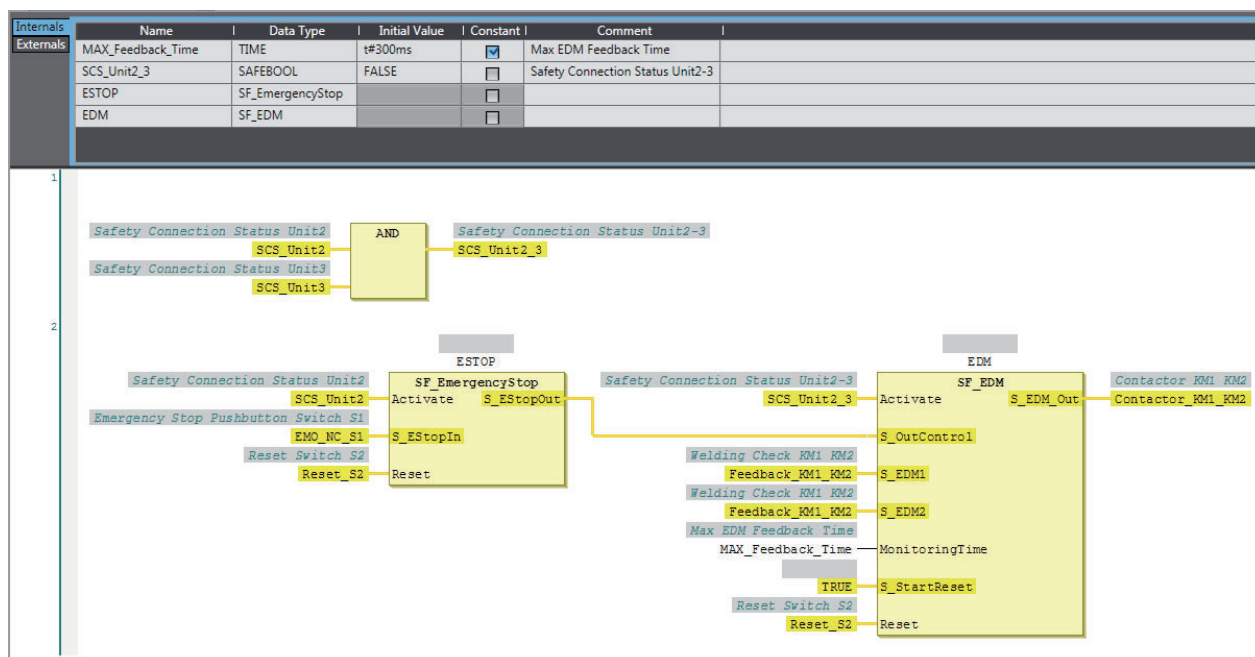 Internals
Externals
Name Data Type Initial Value Constant Comment
MAX_Feedback_Time TIME t#300ms Max EDM Feedback Time
SCS_Unit2_3 SAFEBOOL FALSE Safety Connection Status Unit2-3
ESTOP SF_EmergencyStop
EDM SF_EDM
1
Safety Connection Status Unit2 AND Safety Connection Status Unit2-3
SCS_Unit2 SCS_Unit2_3
Safety Connection Status Unit3
SCS_Unit3
2
ESTOP EDM
Safety Connection Status Unit2 SF_EmergencyStop Safety Connection Status Unit2-3 SF_EDM Contactor KM1 KM2
SCS_Unit2 Activate S_EStopOut SCS_Unit2_3 Activate S_EDM_Out Contactor_KM1_KM2
Emergency Stop Pushbutton Switch S1
EMO_NC_S1 S_EStopIn S_OutControl
Reset Switch S2 Welding Check KM1 KM2
Reset_S2 Reset Feedback_KM1_KM2 S_EDM1
Welding Check KM1 KM2
Feedback_KM1_KM2 S_EDM2
Max EDM Feedback Time
MAX_Feedback_Time MonitoringTime
TRUE S_StartReset
Reset Switch S2
Reset_S2 Reset